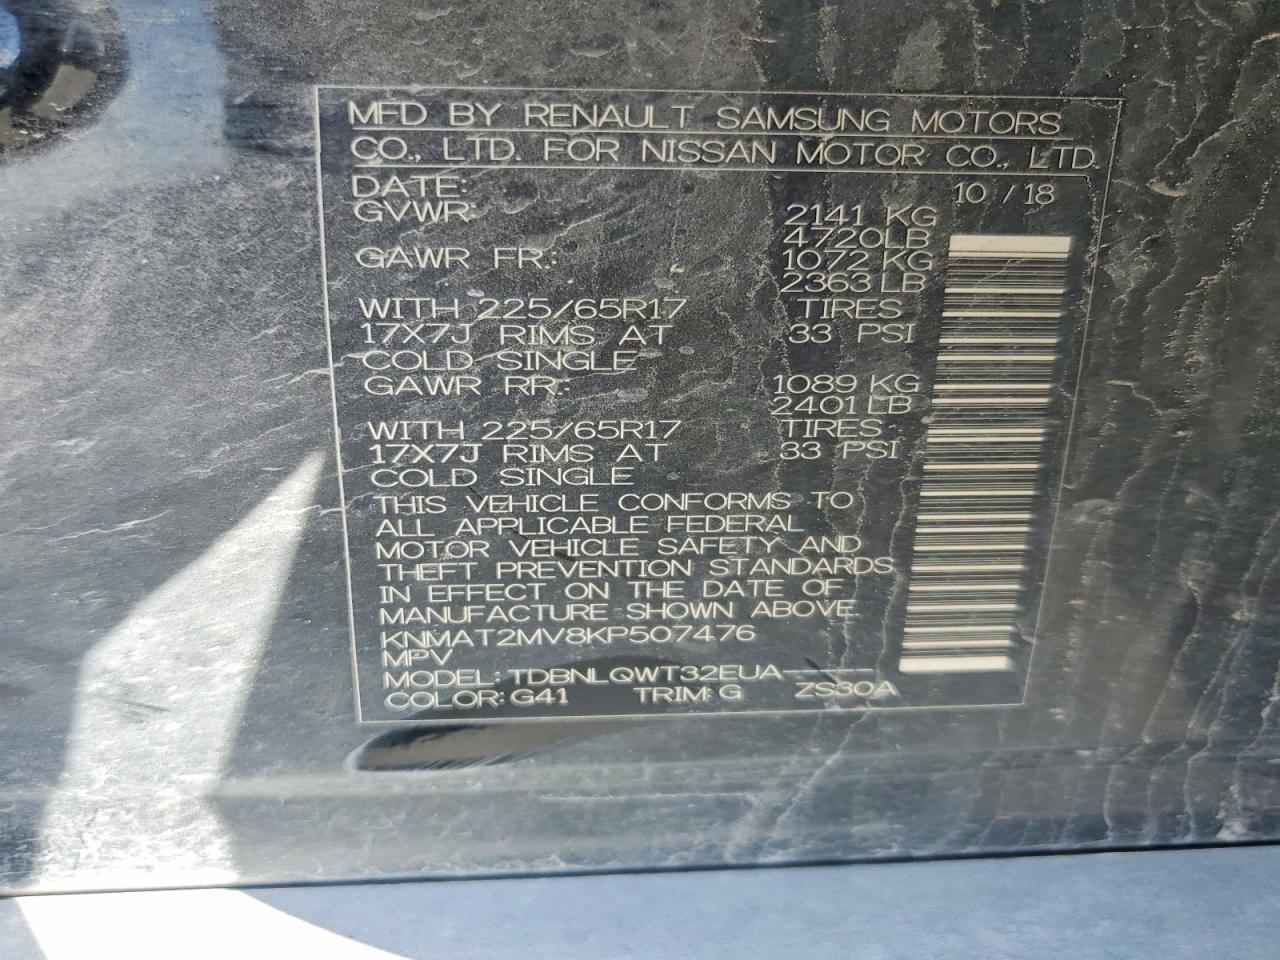 MFD BY RENAULT SAMSUNG MOTORS
CO., LTD. FOR NISSAN MOTOR CO., LTD.
DATE: 10 / 18
GVWR: 2141 KG
4720LB
GAWR FR: 1072 KG
2363 LB
WITH 225/65R17 TIRES
17X7J RIMS AT 33 PSI
COLD SINGLE
GAWR RR: 1089 KG
2401 LB
WITH 225/65R17 TIRES
17X7J RIMS AT 33 PSI
COLD SINGLE
THIS VEHICLE CONFORMS TO
ALL APPLICABLE FEDERAL
MOTOR VEHICLE SAFETY AND
THEFT PREVENTION STANDARDS
IN EFFECT ON THE DATE OF
MANUFACTURE SHOWN ABOVE.
KNMAT2MV8KP507476
MPV
MODEL: TDBNLQWT32EUA-----
COLOR: G41 TRIM: G ZS30A